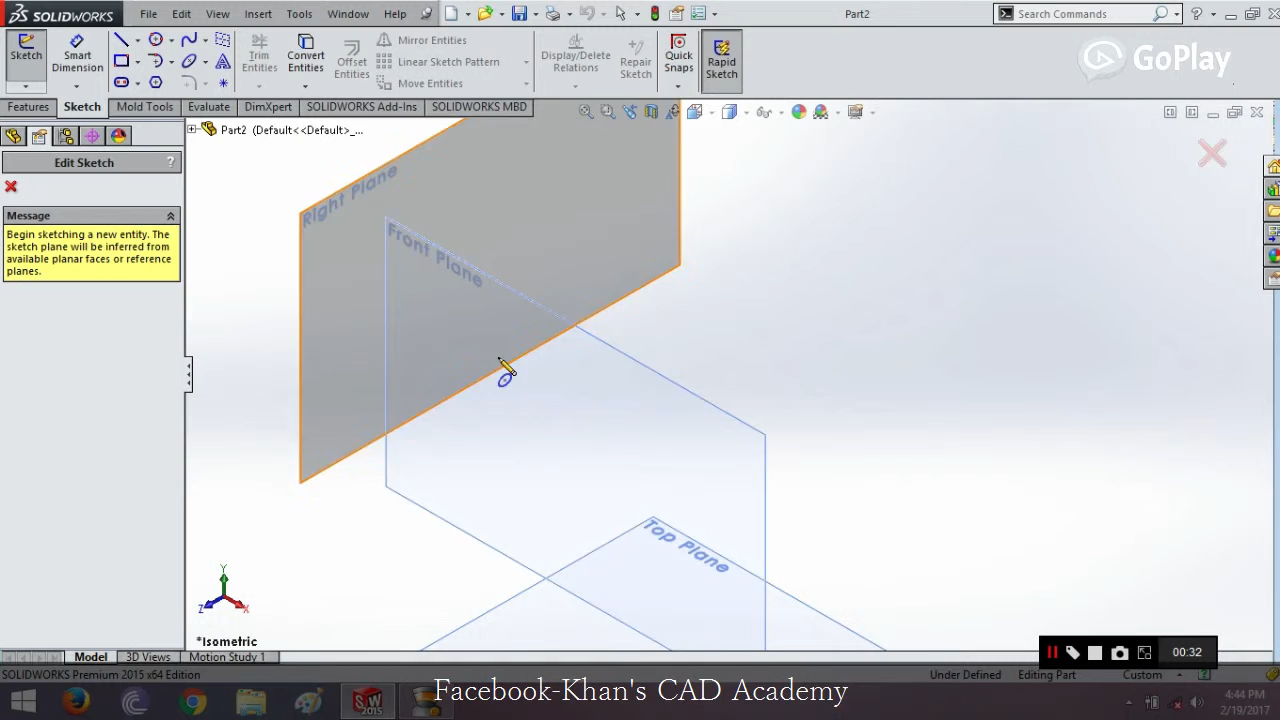 SOLIDWORKS File Edit View Insert Tools Window Help Part2 Search Commands
Sketch Smart Dimension Trim Entities Convert Entities Offset Entities Mirror Entities Linear Sketch Pattern Move Entities Display/Delete Relations Repair Sketch Quick Snaps Rapid Sketch GoPlay
Features Sketch Mold Tools Evaluate DimXpert SOLIDWORKS Add-Ins SOLIDWORKS MBD
Part2 (Default<<Default>_...
Edit Sketch ?
Message
Begin sketching a new entity. The
sketch plane will be inferred from
available planar faces or reference
planes.
Right Plane
Front Plane
Top Plane
Y
Z X
*Isometric
00:32
Model 3D Views Motion Study 1
SOLIDWORKS Premium 2015 x64 Edition Under Defined Editing Part Custom
Facebook-Khan's CAD Academy
4:44 PM
2/19/2017